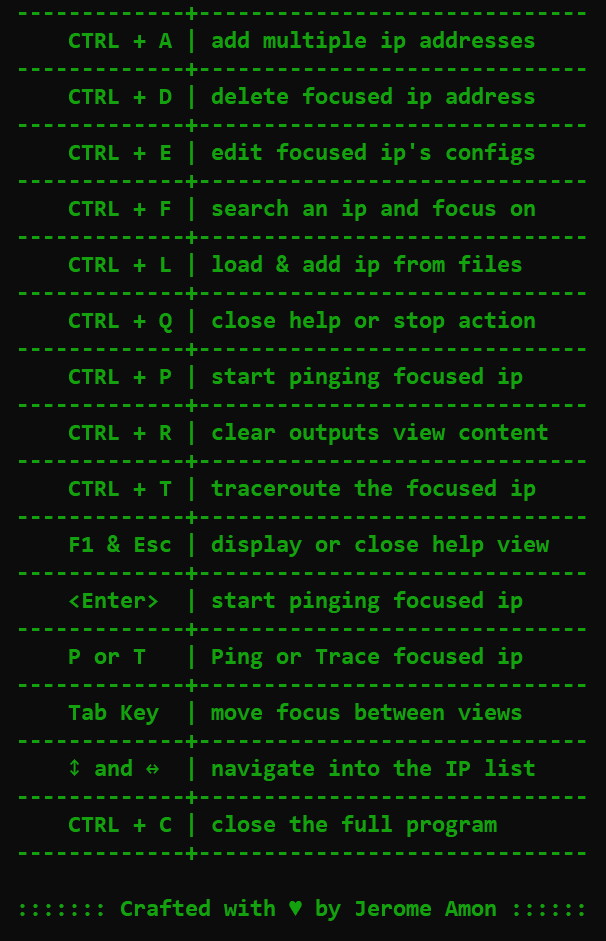 -------------+------------------------------
CTRL + A | add multiple ip addresses
-------------+------------------------------
CTRL + D | delete focused ip address
-------------+------------------------------
CTRL + E | edit focused ip's configs
-------------+------------------------------
CTRL + F | search an ip and focus on
-------------+------------------------------
CTRL + L | load & add ip from files
-------------+------------------------------
CTRL + Q | close help or stop action
-------------+------------------------------
CTRL + P | start pinging focused ip
-------------+------------------------------
CTRL + R | clear outputs view content
-------------+------------------------------
CTRL + T | traceroute the focused ip
-------------+------------------------------
F1 & Esc | display or close help view
-------------+------------------------------
<Enter> | start pinging focused ip
-------------+------------------------------
P or T | Ping or Trace focused ip
-------------+------------------------------
Tab Key | move focus between views
-------------+------------------------------
↕ and ↔ | navigate into the IP list
-------------+------------------------------
CTRL + C | close the full program
-------------+------------------------------
::::::: Crafted with ♥ by Jerome Amon ::::::